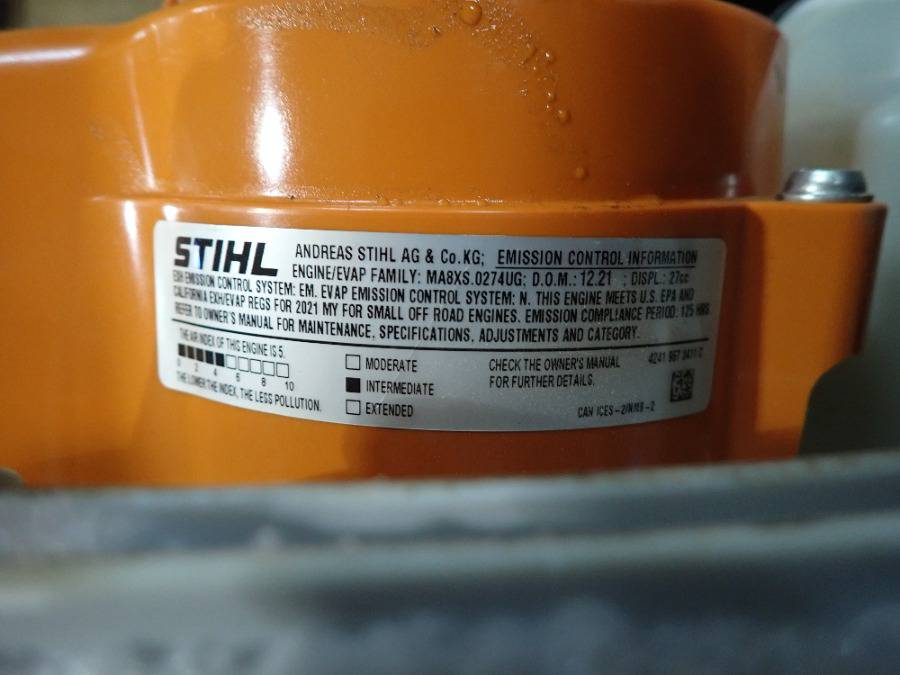 STIHL
ANDREAS STIHL AG & Co.KG; EMISSION CONTROL INFORMATION
ENGINE/EVAP FAMILY: MA8XS.0274UG; D.O.M.: 12.21 ; DISPL.: 27cc
EXH EMISSION CONTROL SYSTEM: EM. EVAP EMISSION CONTROL SYSTEM: N. THIS ENGINE MEETS U.S. EPA AND
CALIFORNIA EXH/EVAP REGS FOR 2021 MY FOR SMALL OFF ROAD ENGINES. EMISSION COMPLIANCE PERIOD: 125 HRS
REFER TO OWNER'S MANUAL FOR MAINTENANCE, SPECIFICATIONS, ADJUSTMENTS AND CATEGORY.
THE AIR INDEX OF THIS ENGINE IS 5.
0 2 4 6 8 10
THE LOWER THE INDEX, THE LESS POLLUTION.
MODERATE
INTERMEDIATE
EXTENDED
CHECK THE OWNER'S MANUAL
FOR FURTHER DETAILS.
4241 967
CAN ICES-2/NMB-2